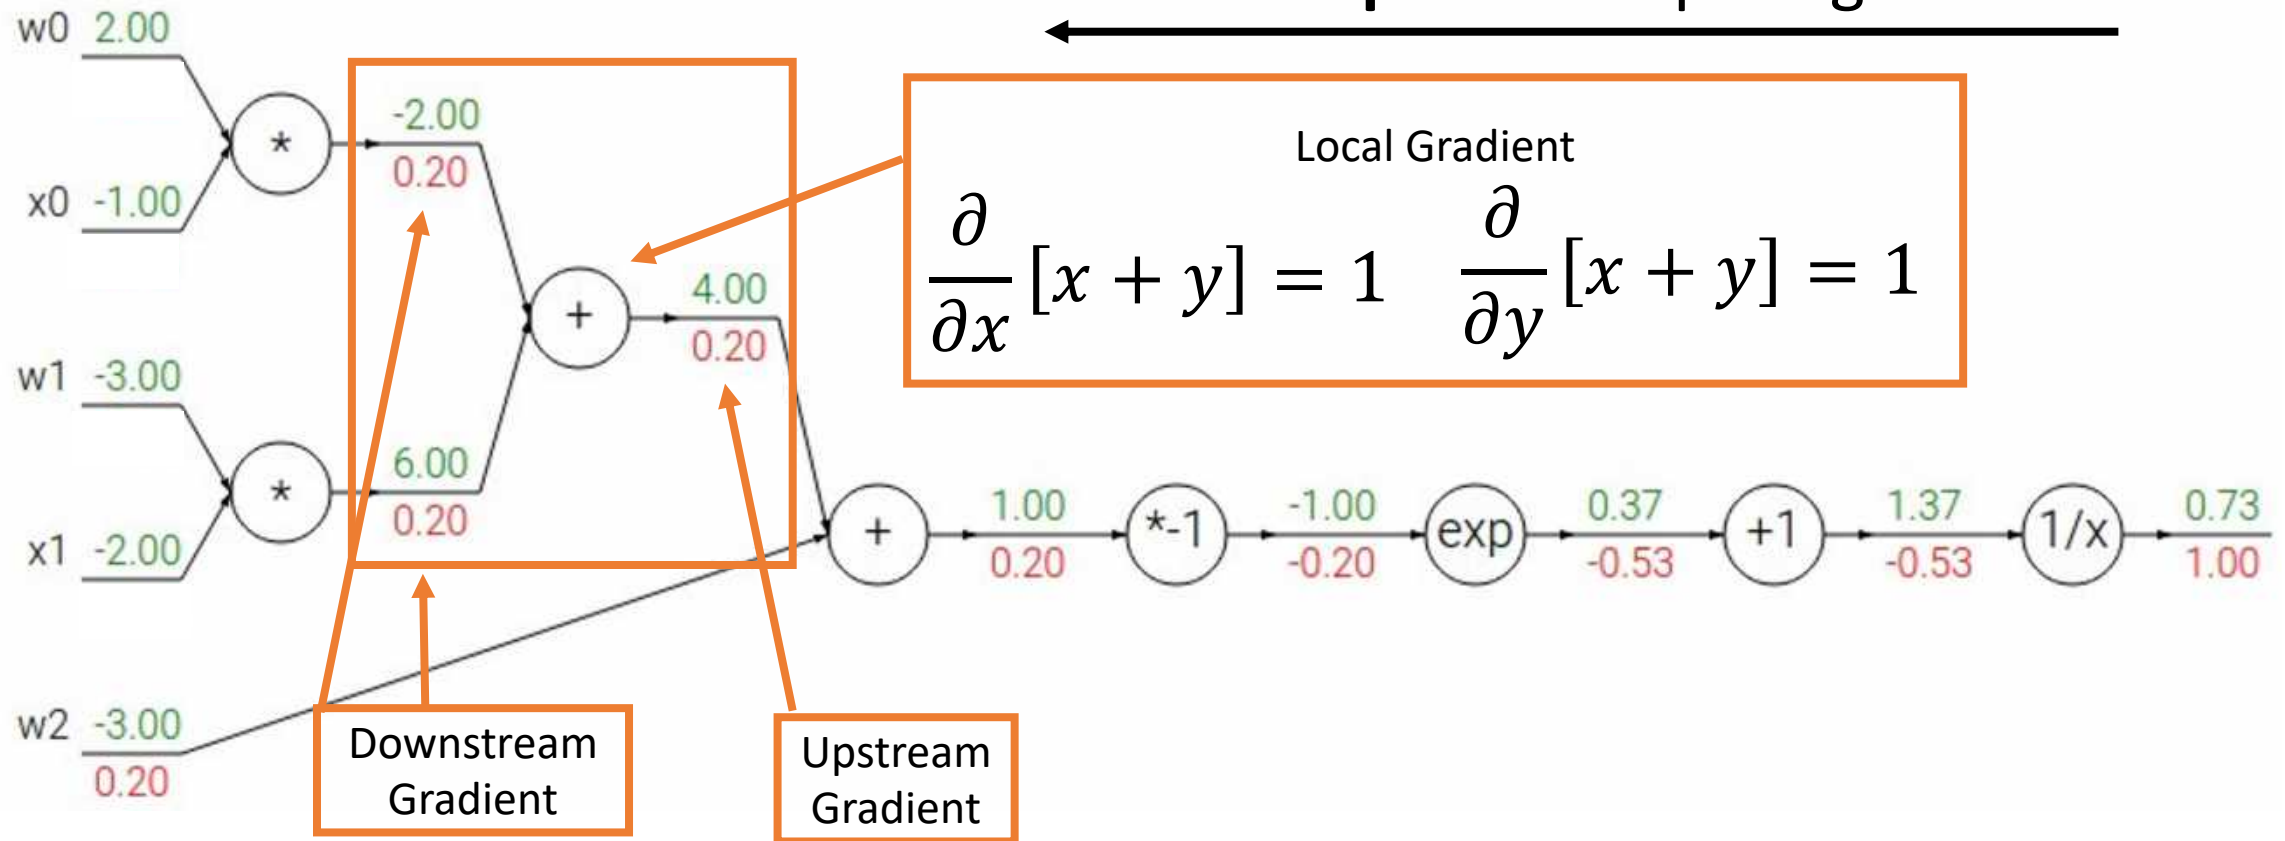 w0 2.00
x0 -1.00
*
-2.00
0.20
w1 -3.00
x1 -2.00
*
6.00
0.20
+
4.00
0.20
Local Gradient
∂/∂x [x + y] = 1   ∂/∂y [x + y] = 1
w2 -3.00
0.20
+
1.00
0.20
*-1
-1.00
-0.20
exp
0.37
-0.53
+1
1.37
-0.53
1/x
0.73
1.00
Downstream
Gradient
Upstream
Gradient